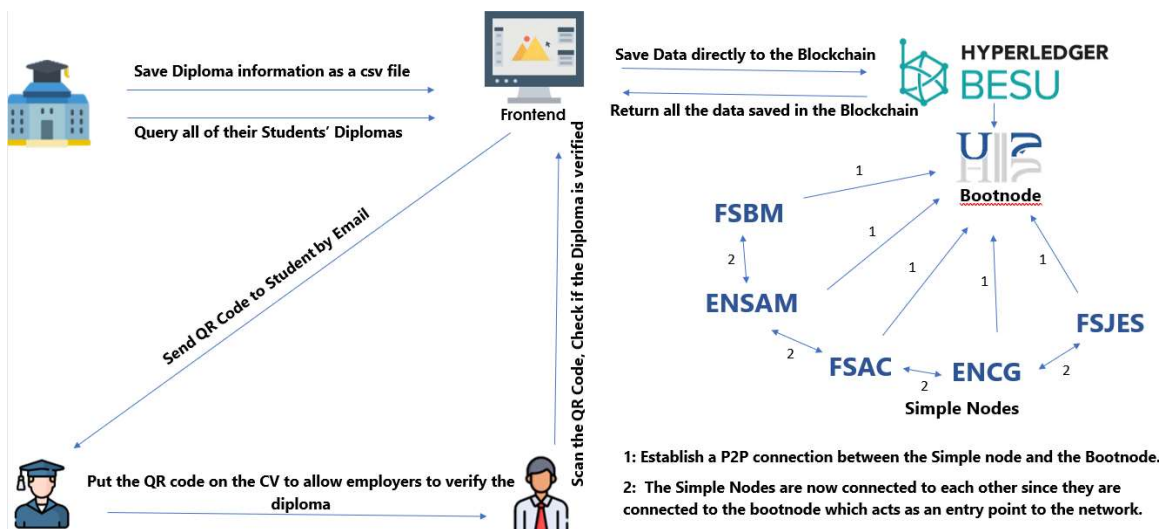 Save Diploma information as a csv file
Query all of their Students’ Diplomas
Frontend
Save Data directly to the Blockchain
Return all the data saved in the Blockchain
HYPERLEDGER
BESU
Bootnode
FSBM
ENSAM
FSAC
ENCG
FSJES
1
1
1
1
1
2
2
2
2
Simple Nodes
Send QR Code to Student by Email
Scan the QR Code, Check if the Diploma is verified
Put the QR code on the CV to allow employers to verify the
diploma
1: Establish a P2P connection between the Simple node and the Bootnode.
2: The Simple Nodes are now connected to each other since they are
connected to the bootnode which acts as an entry point to the network.